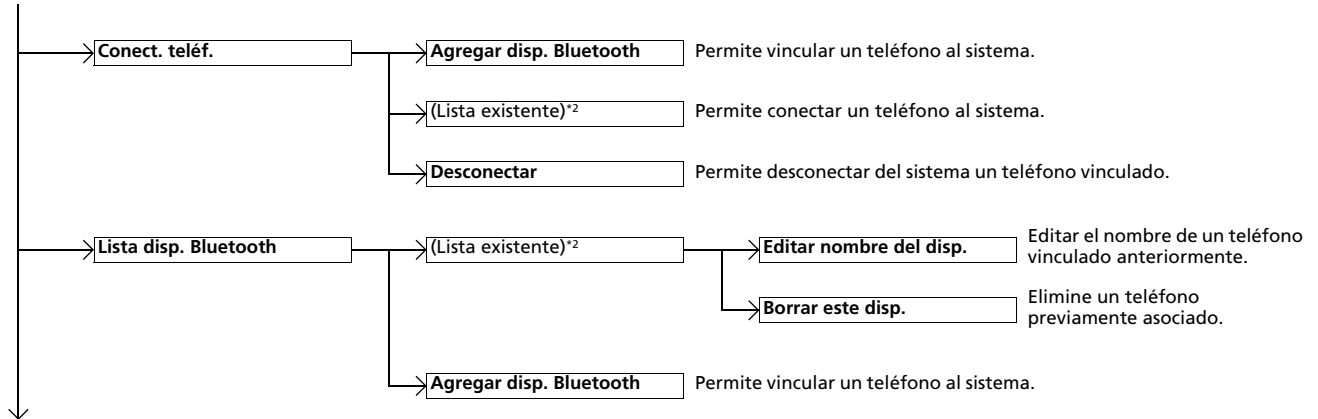 Conect. teléf.
Agregar disp. Bluetooth
Permite vincular un teléfono al sistema.
(Lista existente)*2
Permite conectar un teléfono al sistema.
Desconectar
Permite desconectar del sistema un teléfono vinculado.
Lista disp. Bluetooth
(Lista existente)*2
Editar nombre del disp.
Editar el nombre de un teléfono
vinculado anteriormente.
Borrar este disp.
Elimine un teléfono
previamente asociado.
Agregar disp. Bluetooth
Permite vincular un teléfono al sistema.